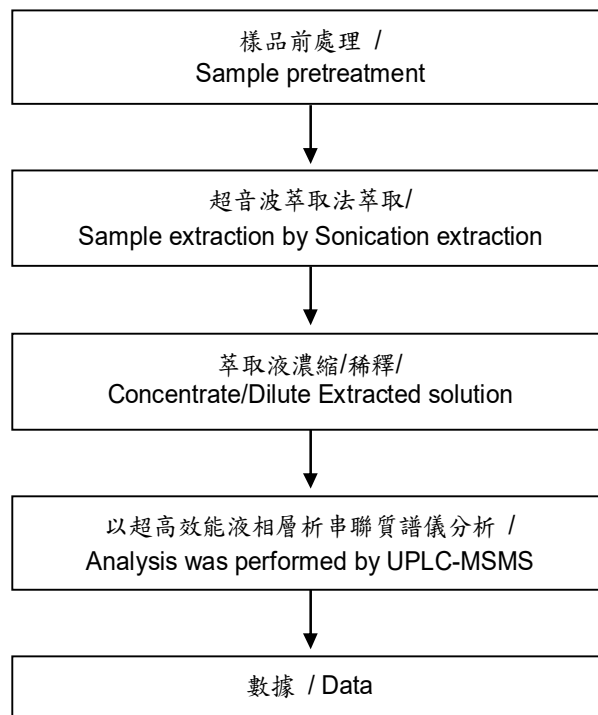 樣品前處理 /
Sample pretreatment
超音波萃取法萃取/
Sample extraction by Sonication extraction
萃取液濃縮/稀釋/
Concentrate/Dilute Extracted solution
以超高效能液相層析串聯質譜儀分析 /
Analysis was performed by UPLC-MSMS
數據 / Data